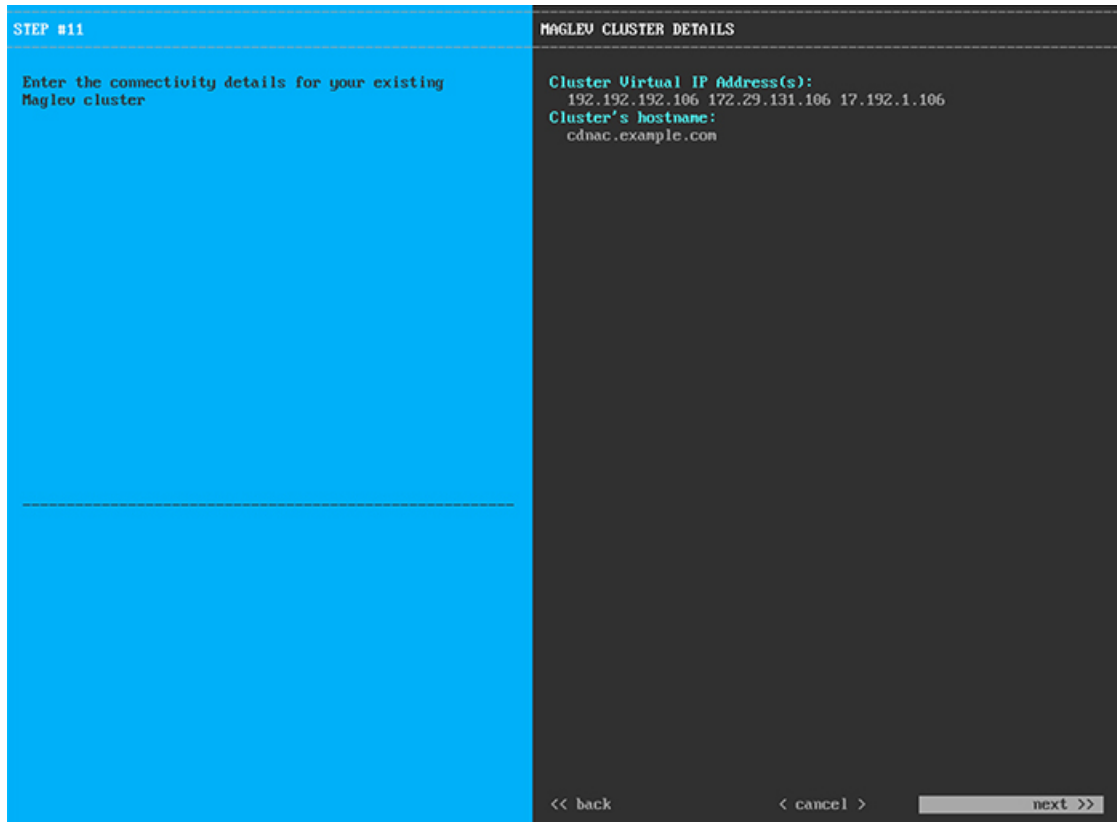 STEP #11
Enter the connectivity details for your existing
Maglev cluster
MAGLEV CLUSTER DETAILS
Cluster Virtual IP Address(s):
192.192.192.106 172.29.131.106 17.192.1.106
Cluster's hostname:
cdnac.example.com
<< back < cancel > next >>